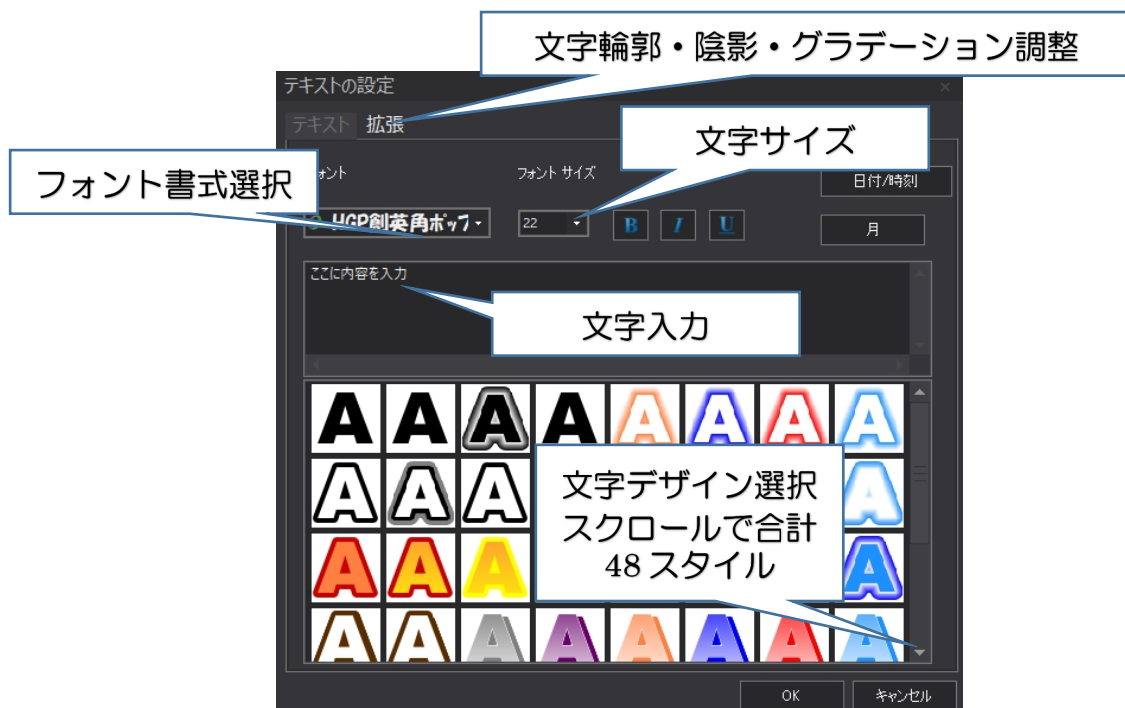 文字輪郭・陰影・グラデーション調整
テキストの設定
テキスト 拡張
文字サイズ
フォント書式選択
フォント サイズ
日付/時刻
HGP創英角ポップ
22
B I U
月
ここに内容を入力
文字入力
A A A A A A A A
A A A A
文字デザイン選択
スクロールで合計
48スタイル
A A A A
A A A A A A A A
OK キャンセル